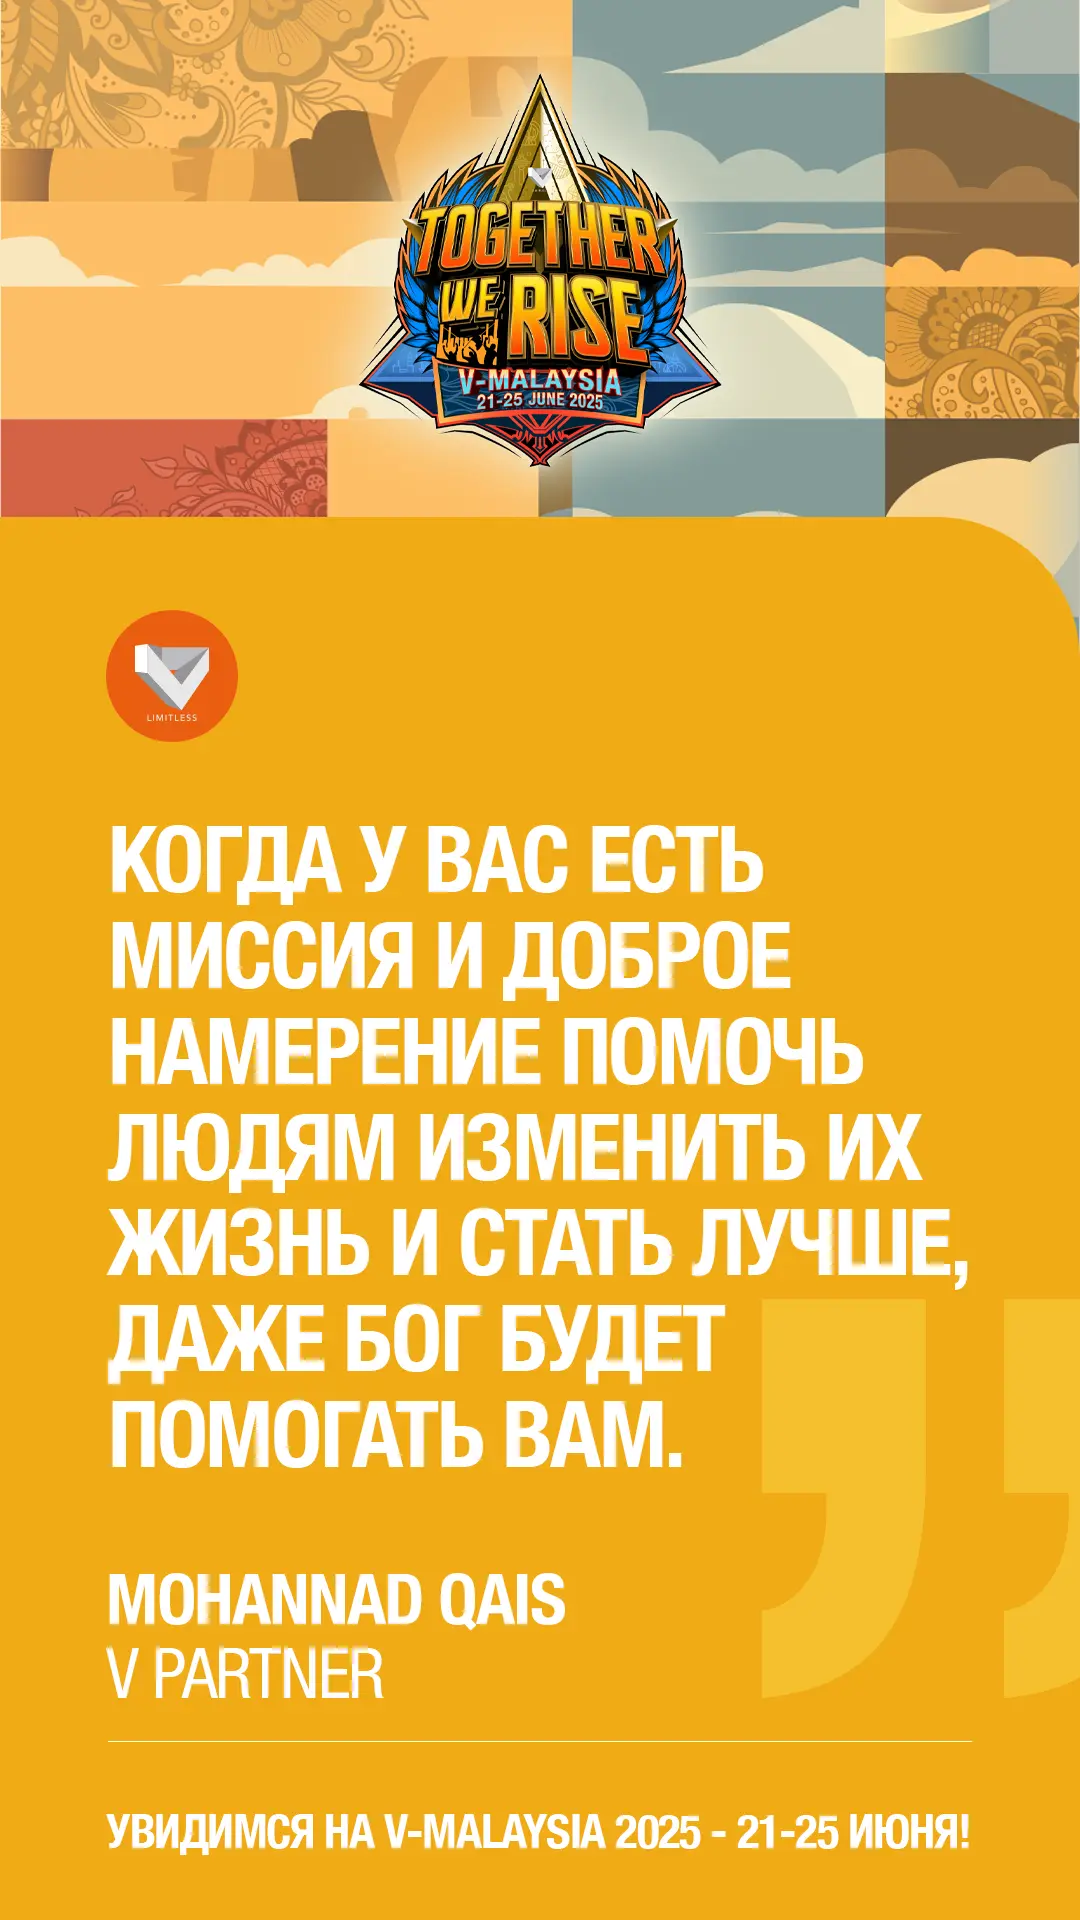 TOGETHER
WE RISE
V-MALAYSIA
21-25 JUNE 2025
LIMITLESS
КОГДА У ВАС ЕСТЬ
МИССИЯ И ДОБРОЕ
НАМЕРЕНИЕ ПОМОЧЬ
ЛЮДЯМ ИЗМЕНИТЬ ИХ
ЖИЗНЬ И СТАТЬ ЛУЧШЕ,
ДАЖЕ БОГ БУДЕТ
ПОМОГАТЬ ВАМ.
MOHANNAD QAIS
V PARTNER
УВИДИМСЯ НА V-MALAYSIA 2025 - 21-25 ИЮНЯ!